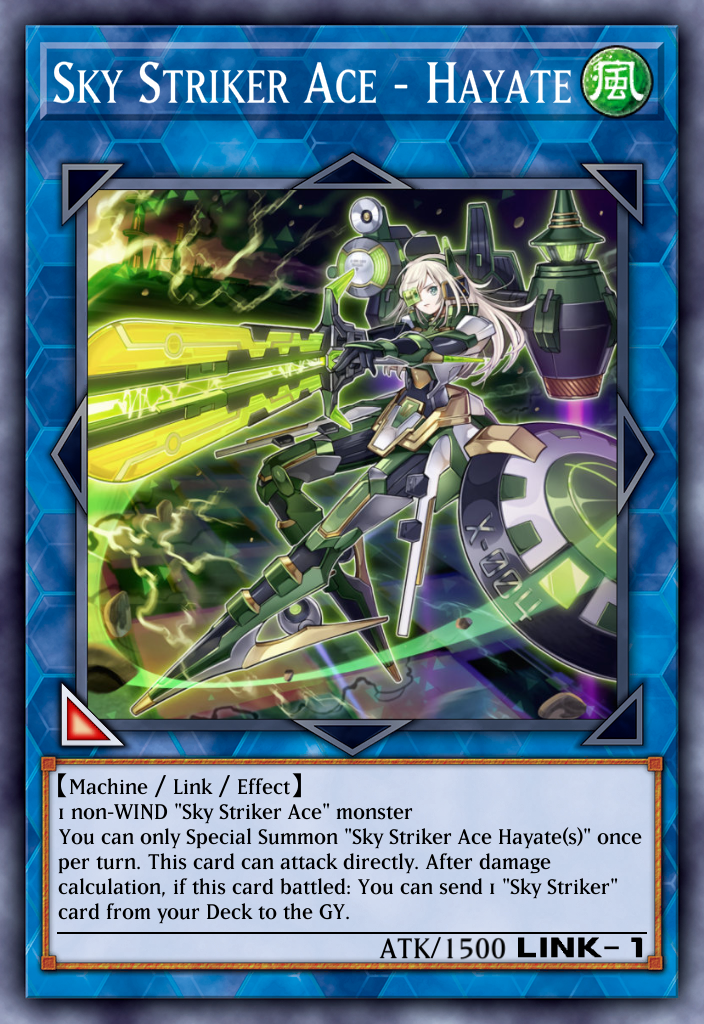 Sky Striker Ace - Hayate
風
X-004
【Machine / Link / Effect】
1 non-WIND "Sky Striker Ace" monster
You can only Special Summon "Sky Striker Ace Hayate(s)" once
per turn. This card can attack directly. After damage
calculation, if this card battled: You can send 1 "Sky Striker"
card from your Deck to the GY.
ATK/1500 LINK-1